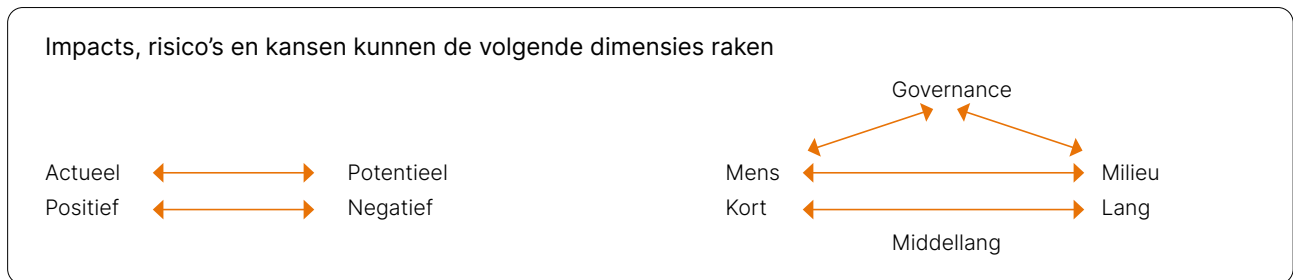 Impacts, risico’s en kansen kunnen de volgende dimensies raken
Governance
Actueel Potentieel Mens Milieu
Positief Negatief Kort Lang
Middellang